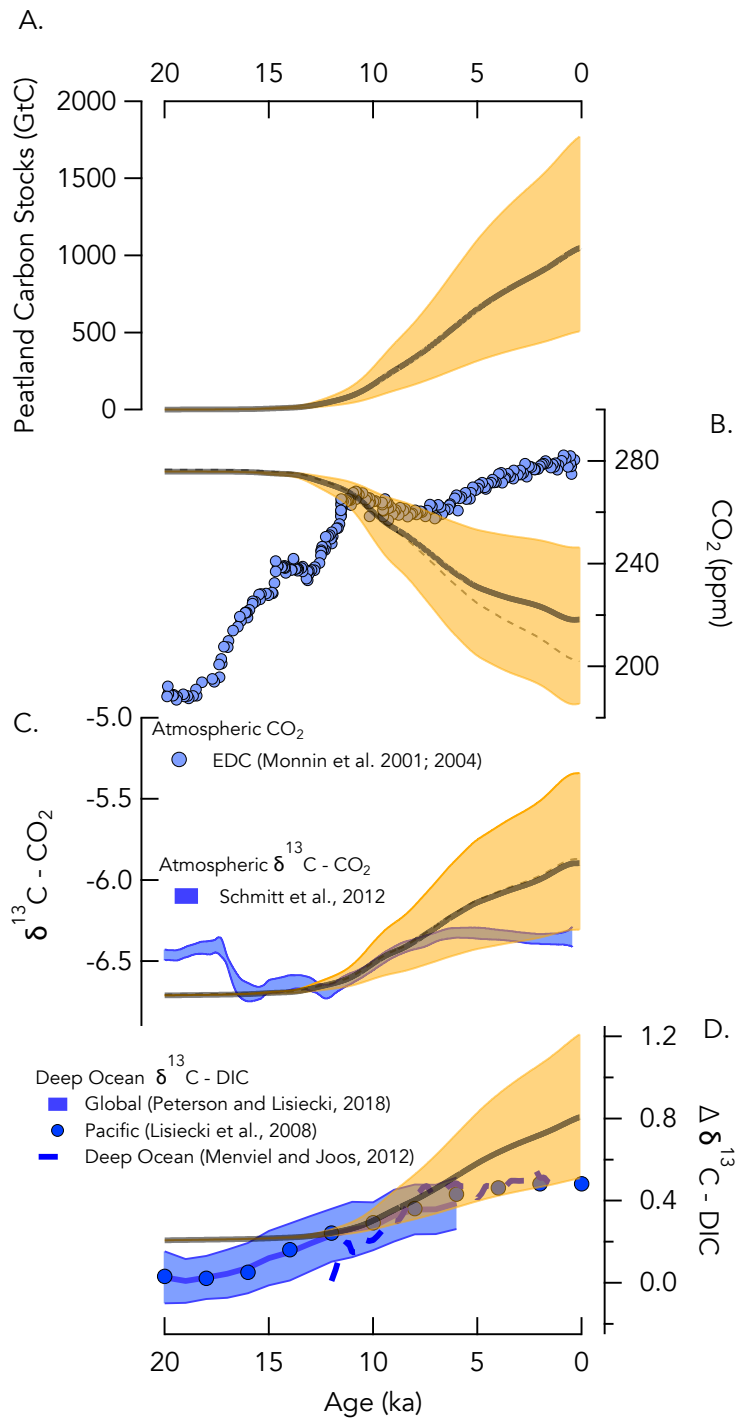 A.
20 15 10 5 0
Peatland Carbon Stocks (GtC)
2000
1500
1000
500
0
B.
CO₂ (ppm)
280
240
200
C.
δ¹³C - CO₂
-5.0
-5.5
-6.0
-6.5
Atmospheric CO₂
EDC (Monnin et al. 2001; 2004)
Atmospheric δ¹³C - CO₂
Schmitt et al., 2012
D.
Δ δ¹³C - DIC
1.2
0.8
0.4
0.0
Deep Ocean δ¹³C - DIC
Global (Peterson and Lisiecki, 2018)
Pacific (Lisiecki et al., 2008)
Deep Ocean (Menviel and Joos, 2012)
20 15 10 5 0
Age (ka)